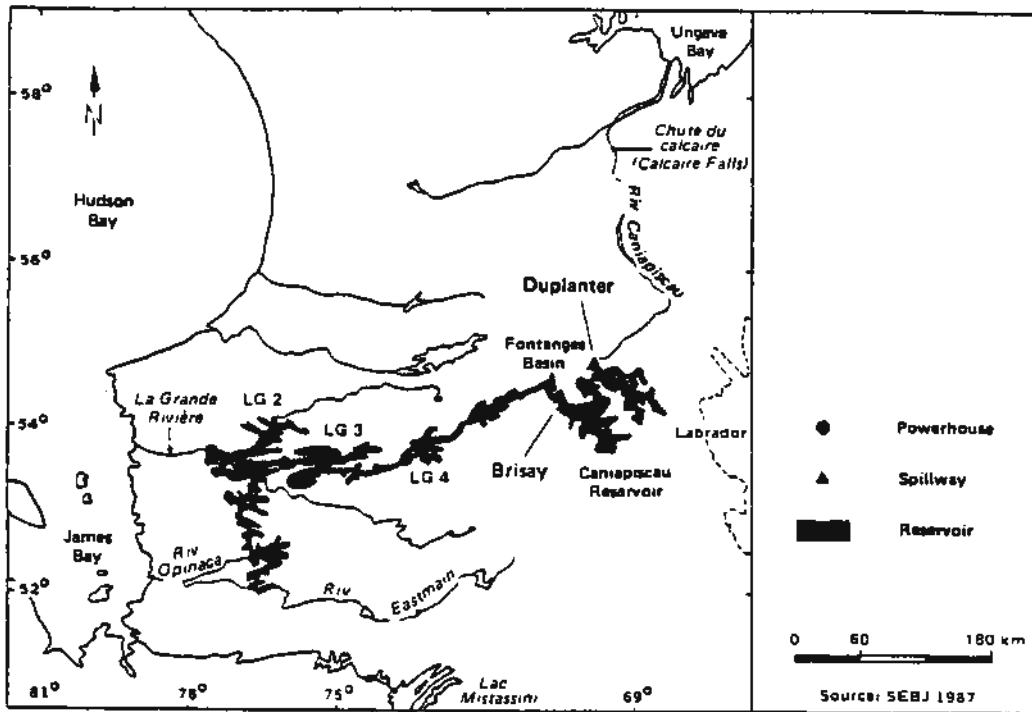 Ungava
Bay
58°
N
Chute du
calcaire
(Calcaire Falls)
Hudson
Bay
Riv Caniapiscau
56°
Duplanter
Fontanges
Basin
La Grande
Rivière
LG 2
LG 3
54°
LG 4
Brisay
Caniapiscau
Reservoir
Labrador
Powerhouse
Spillway
Reservoir
James
Bay
Riv
Opinaca
52°
Riv Eastmain
0 60 180 km
81°
78°
75°
69°
Lac
Mistassini
Source: SEBJ 1987